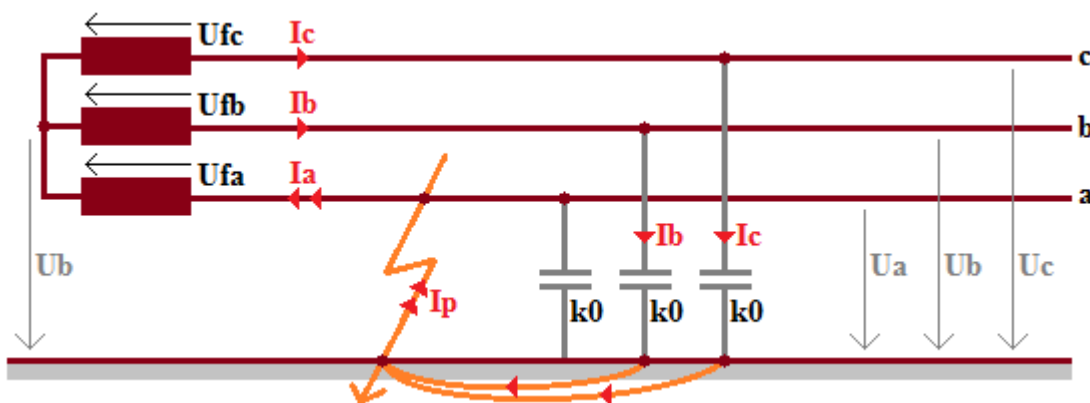 Ufc Ic c
Ufb Ib b
Ufa Ia a
Ub Ib Ic Ua Ub Uc
Ip k0 k0 k0